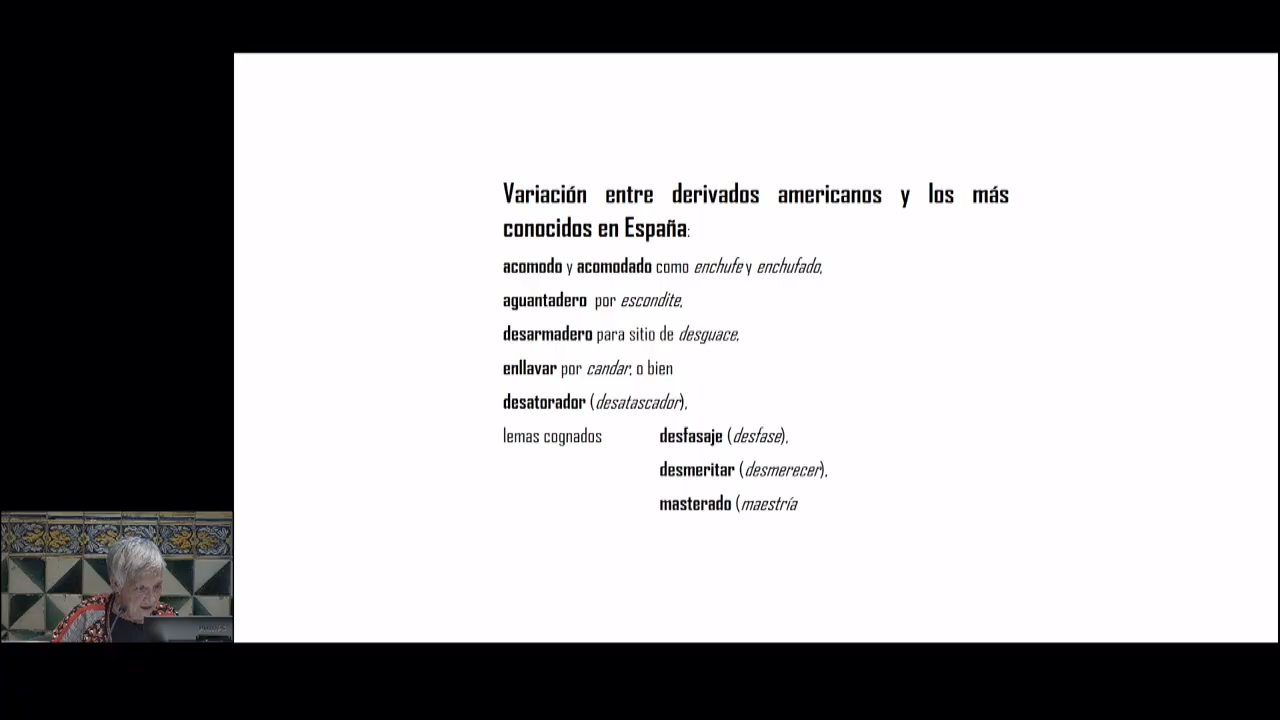 Variación entre derivados americanos y los más
conocidos en España:
acomodo y acomodado como enchufe y enchufado,
aguantadero por escondite,
desarmadero para sitio de desguace,
enllavar por candar, o bien
desatorador (desatascador),
lemas cognados desfasaje (desfase),
desmeritar (desmerecer),
masterado (maestría